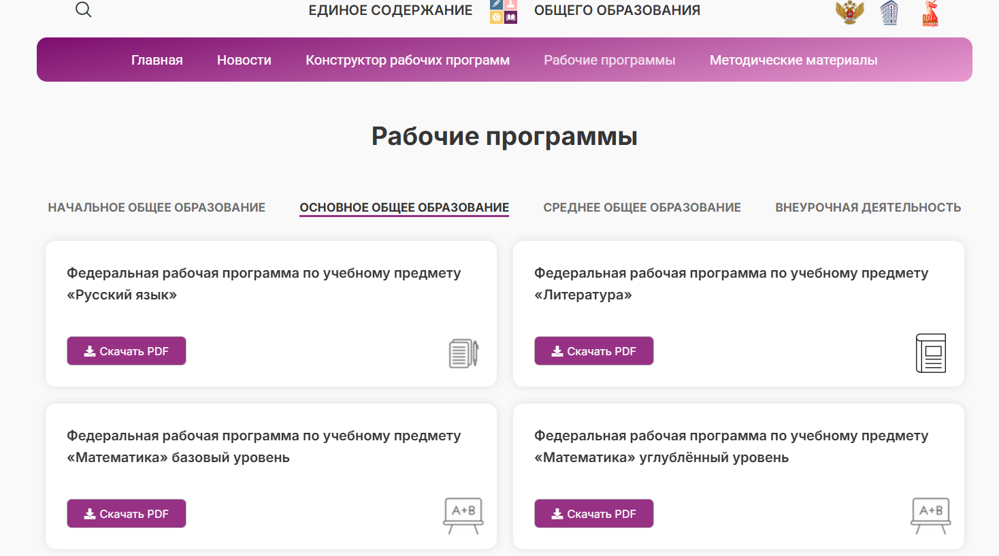 ЕДИНОЕ СОДЕРЖАНИЕ ОБЩЕГО ОБРАЗОВАНИЯ
80
ПОБЕДА!
Главная Новости Конструктор рабочих программ Рабочие программы Методические материалы
Рабочие программы
НАЧАЛЬНОЕ ОБЩЕЕ ОБРАЗОВАНИЕ ОСНОВНОЕ ОБЩЕЕ ОБРАЗОВАНИЕ СРЕДНЕЕ ОБЩЕЕ ОБРАЗОВАНИЕ ВНЕУРОЧНАЯ ДЕЯТЕЛЬНОСТЬ
Федеральная рабочая программа по учебному предмету
«Русский язык»
Скачать PDF
Федеральная рабочая программа по учебному предмету
«Литература»
Скачать PDF
Федеральная рабочая программа по учебному предмету
«Математика» базовый уровень
Скачать PDF
A+B
Федеральная рабочая программа по учебному предмету
«Математика» углублённый уровень
Скачать PDF
A+B